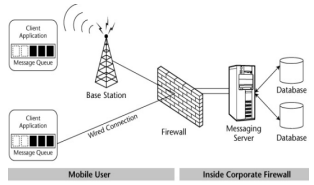 Client
Application
Message Queue
Base Station
Client
Application
Message Queue
Wired Connection
Firewall
Messaging
Server
Database
Database
Mobile User
Inside Corporate Firewall